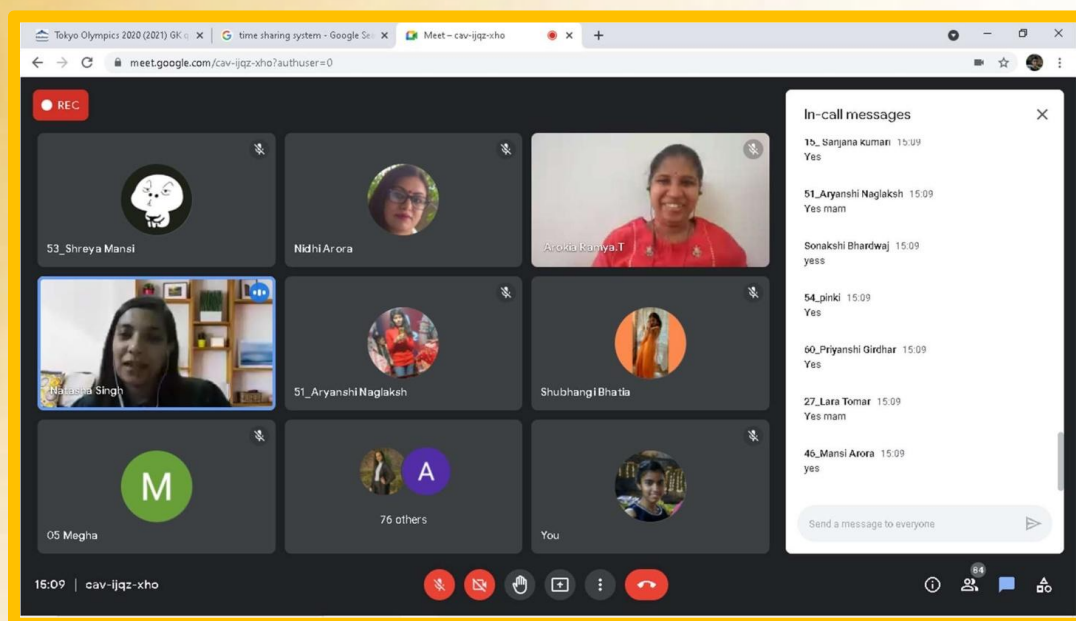 Tokyo Olympics 2020 (2021) GK q
time sharing system - Google Sea
Meet – cav-ijqz-xho
meet.google.com/cav-ijqz-xho?authuser=0
REC
53_Shreya Mansi
Nidhi Arora
Arokia Ramya.T
Natasha Singh
51_Aryanshi Naglaksh
Shubhangi Bhatia
M
05 Megha
A
76 others
You
In-call messages
15_ Sanjana kumari 15:09
Yes
51_Aryanshi Naglaksh 15:09
Yes mam
Sonakshi Bhardwaj 15:09
yess
54_pinki 15:09
Yes
60_Priyanshi Girdhar 15:09
Yes
27_Lara Tomar 15:09
Yes mam
46_Mansi Arora 15:09
yes
Send a message to everyone
15:09 | cav-ijqz-xho
84